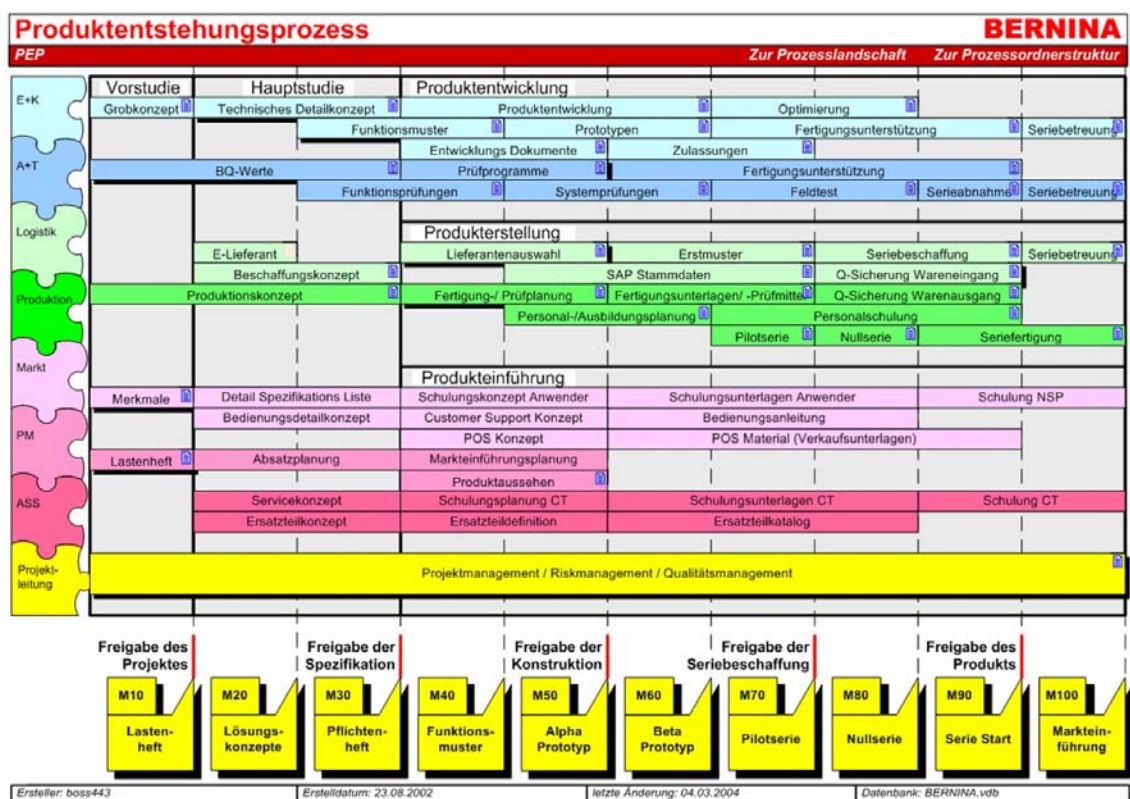 Produktentstehungsprozess BERNINA
PEP Zur Prozesslandschaft Zur Prozessordnerstruktur
Vorstudie Hauptstudie Produktentwicklung
E+K
Grobkonzept Technisches Detailkonzept Produktentwicklung Optimierung
Funktionsmuster Prototypen Fertigungsunterstützung Seriebetreuung
Entwicklungs Dokumente Zulassungen
A+T
BQ-Werte Prüfprogramme Fertigungsunterstützung
Funktionsprüfungen Systemprüfungen Feldtest Serieabnahme Seriebetreuung
Produkterstellung
Logistik
E-Lieferant Lieferantenauswahl Erstmuster Seriebeschaffung Seriebetreuung
Beschaffungskonzept SAP Stammdaten Q-Sicherung Wareneingang
Produktion
Produktionskonzept Fertigung-/ Prüfplanung Fertigungsunterlagen/ -Prüfmittel Q-Sicherung Warenausgang
Personal-/Ausbildungsplanung Personalschulung
Pilotserie Nullserie Seriefertigung
Markt
Produkteinführung
Merkmale Detail Spezifikations Liste Schulungskonzept Anwender Schulungsunterlagen Anwender Schulung NSP
Bedienungsdetailkonzept Customer Support Konzept Bedienungsanleitung
PM
POS Konzept POS Material (Verkaufsunterlagen)
Lastenheft Absatzplanung Markteinführungsplanung
Produktaussehen
ASS
Servicekonzept Schulungsplanung CT Schulungsunterlagen CT Schulung CT
Ersatzteilkonzept Ersatzteildefinition Ersatzteilkatalog
Projekt-
leitung
Projektmanagement / Riskmanagement / Qualitätsmanagement
Freigabe des Freigabe der Freigabe der Freigabe der Freigabe des
Projektes Spezifikation Konstruktion Seriebeschaffung Produkts
M10 M20 M30 M40 M50 M60 M70 M80 M90 M100
Lasten- Lösungs- Pflichten- Funktions- Alpha Beta Pilotserie Nullserie Serie Start Markteín-
heft konzepte heft muster Prototyp Prototyp führung
Ersteller: boss443 Erstelldatum: 23.08.2002 letzte Änderung: 04.03.2004 Datenbank: BERNINA.vdb